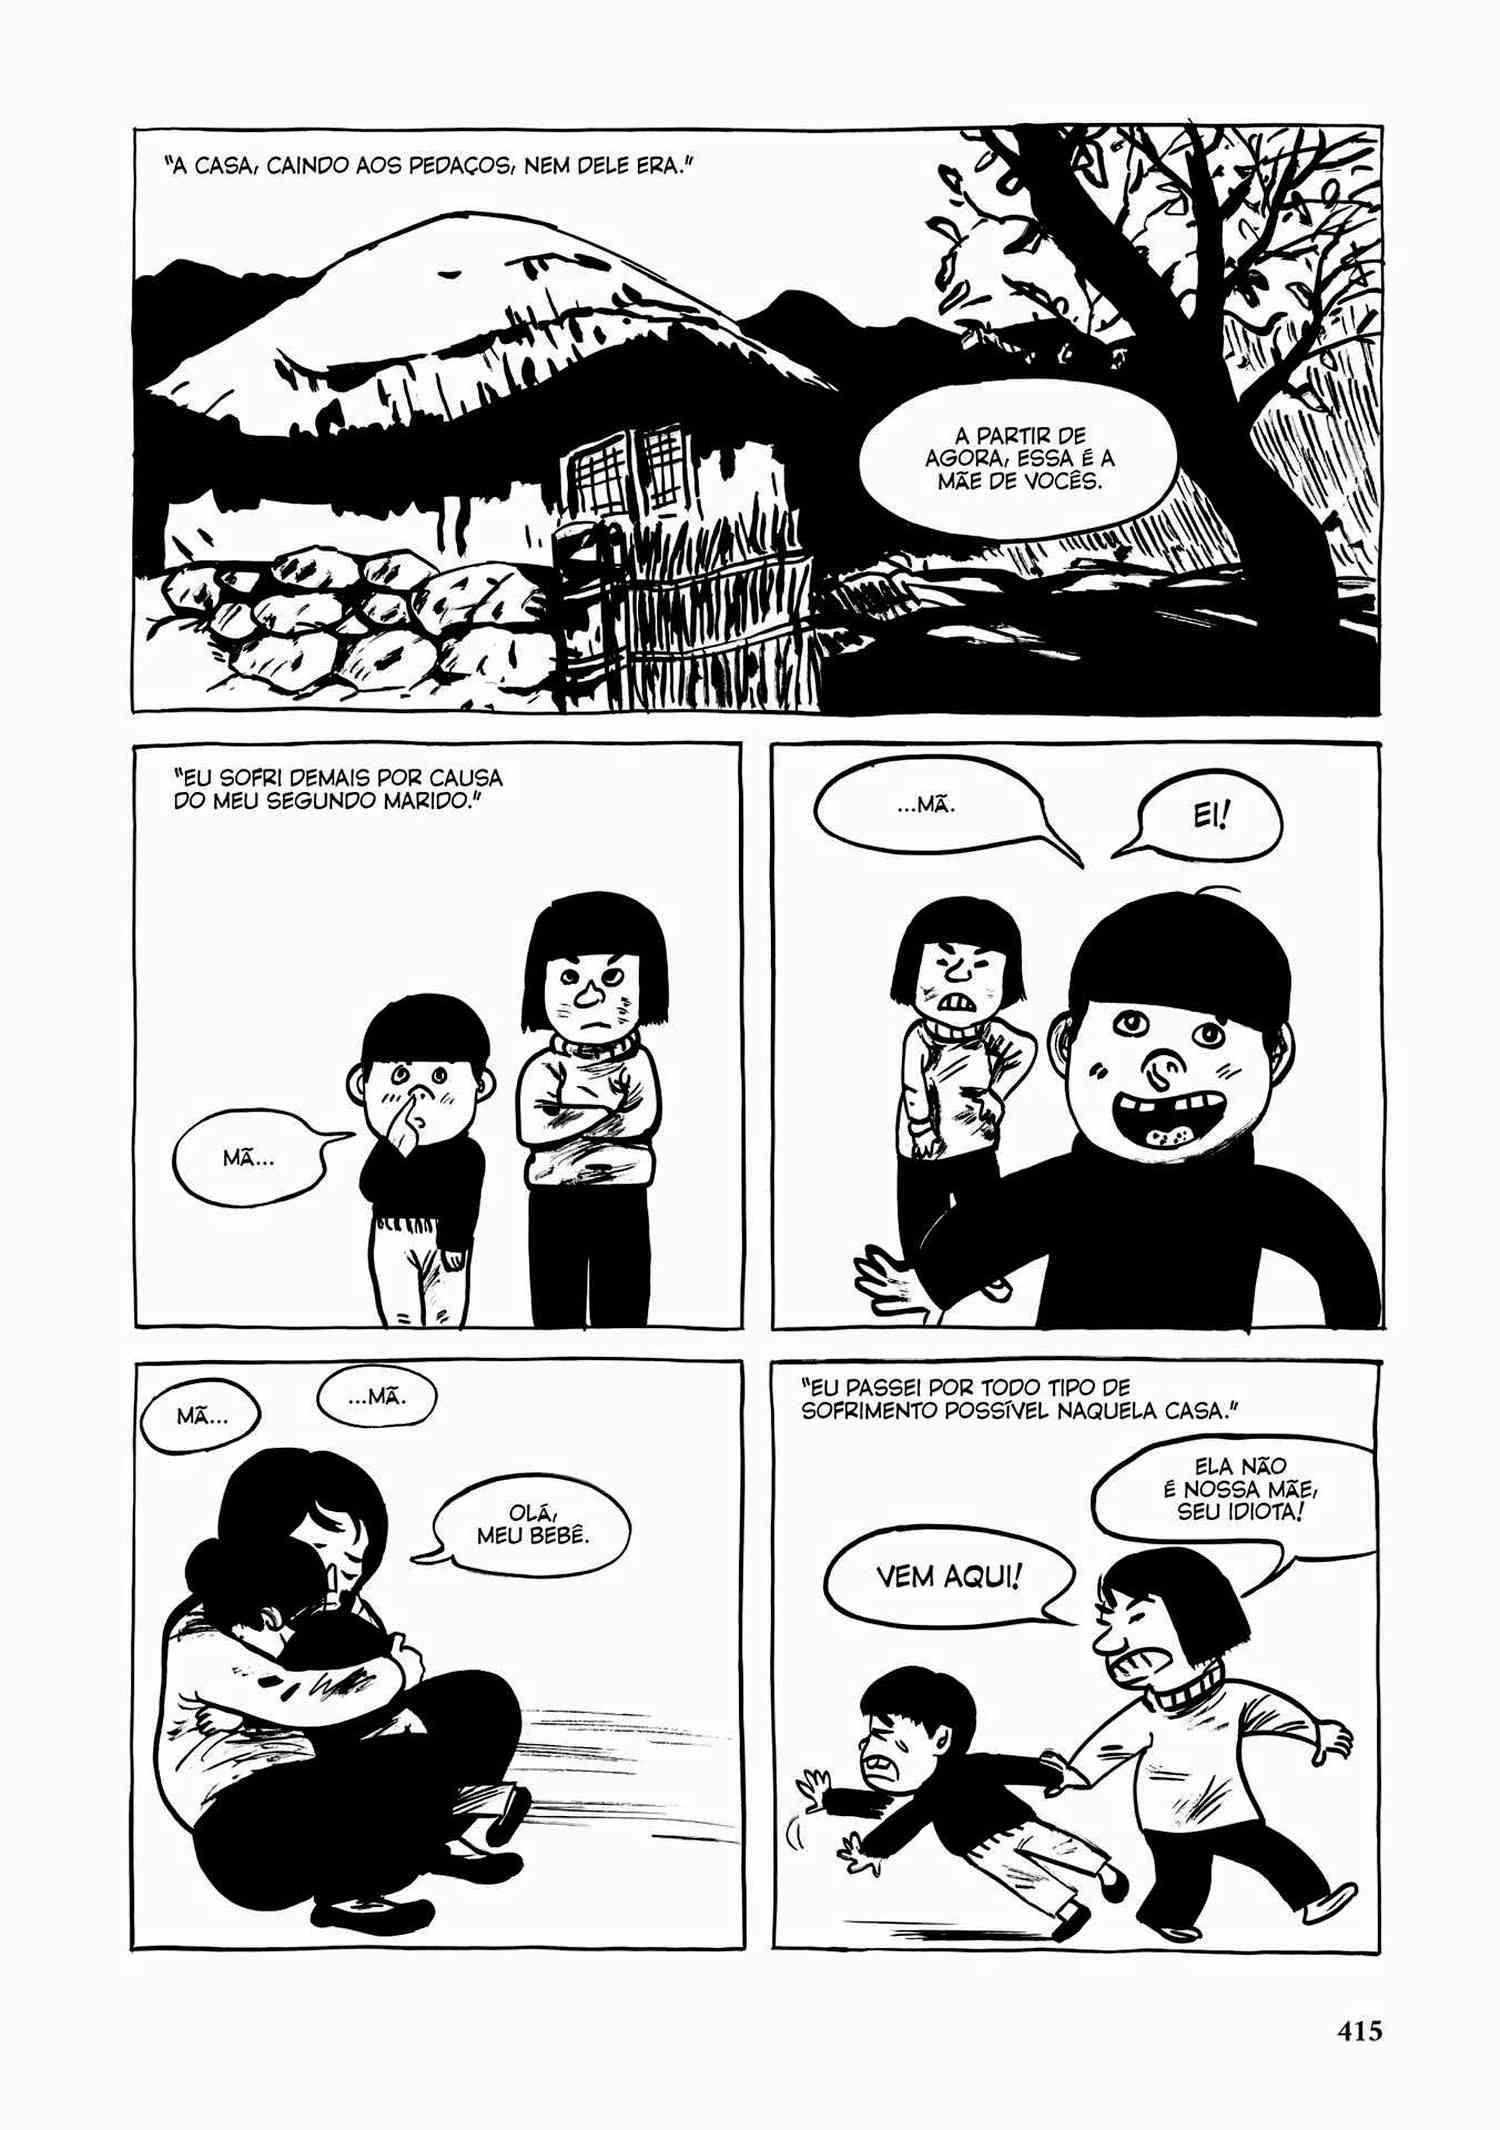 "A CASA, CAINDO AOS PEDAÇOS, NEM DELE ERA."
A PARTIR DE
AGORA, ESSA É A
MÃE DE VOCÊS.
"EU SOFRI DEMAIS POR CAUSA
DO MEU SEGUNDO MARIDO."
MÃ...
...MÃ.
EI!
MÃ...
...MÃ.
OLÁ,
MEU BEBÊ.
"EU PASSEI POR TODO TIPO DE
SOFRIMENTO POSSÍVEL NAQUELA CASA."
ELA NÃO
É NOSSA MÃE,
SEU IDIOTA!
VEM AQUI!
415